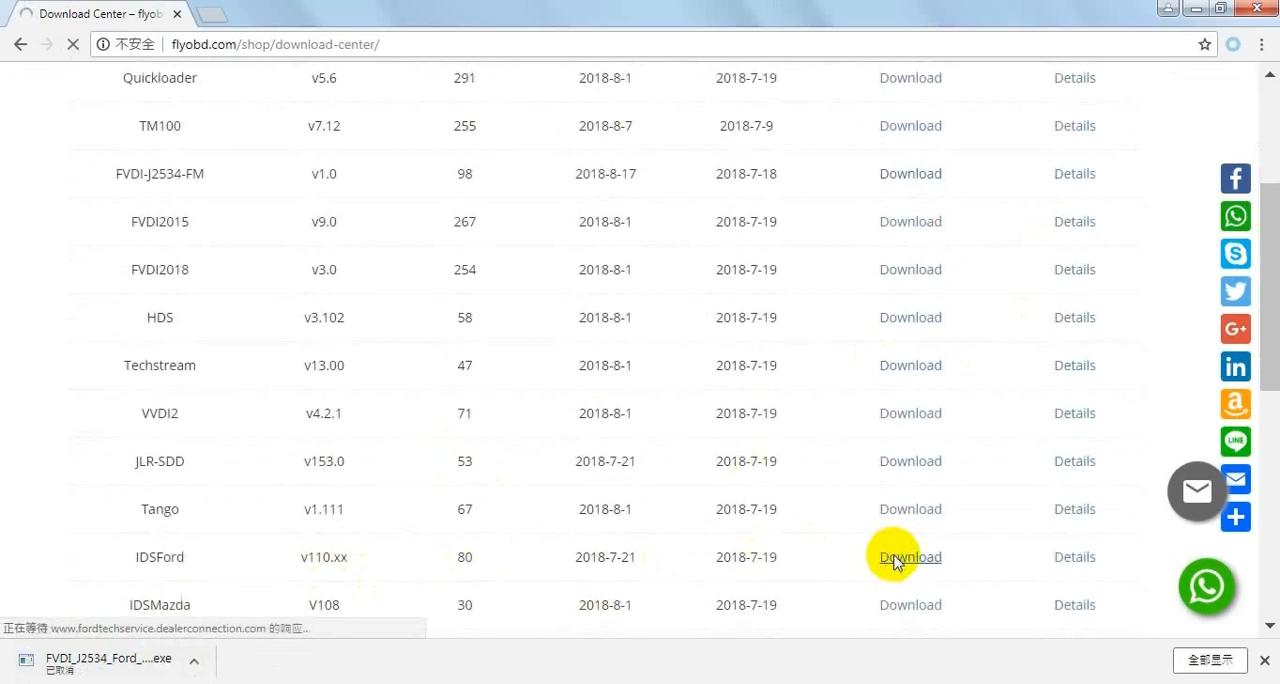 Download Center – flyob
不安全 flyobd.com/shop/download-center/
Quickloader v5.6 291 2018-8-1 2018-7-19 Download Details
TM100 v7.12 255 2018-8-7 2018-7-9 Download Details
FVDI-J2534-FM v1.0 98 2018-8-17 2018-7-18 Download Details
FVDI2015 v9.0 267 2018-8-1 2018-7-19 Download Details
FVDI2018 v3.0 254 2018-8-1 2018-7-19 Download Details
HDS v3.102 58 2018-8-1 2018-7-19 Download Details
Techstream v13.00 47 2018-8-1 2018-7-19 Download Details
VVDI2 v4.2.1 71 2018-8-1 2018-7-19 Download Details
JLR-SDD v153.0 53 2018-7-21 2018-7-19 Download Details
Tango v1.111 67 2018-8-1 2018-7-19 Download Details
IDSFord v110.xx 80 2018-7-21 2018-7-19 Download Details
IDSMazda V108 30 2018-8-1 2018-7-19 Download Details
正在等待 www.fordtechservice.dealerconnection.com 的响应...
FVDI_J2534_Ford_....exe
已取消
全部显示
G+
in
a
LINE